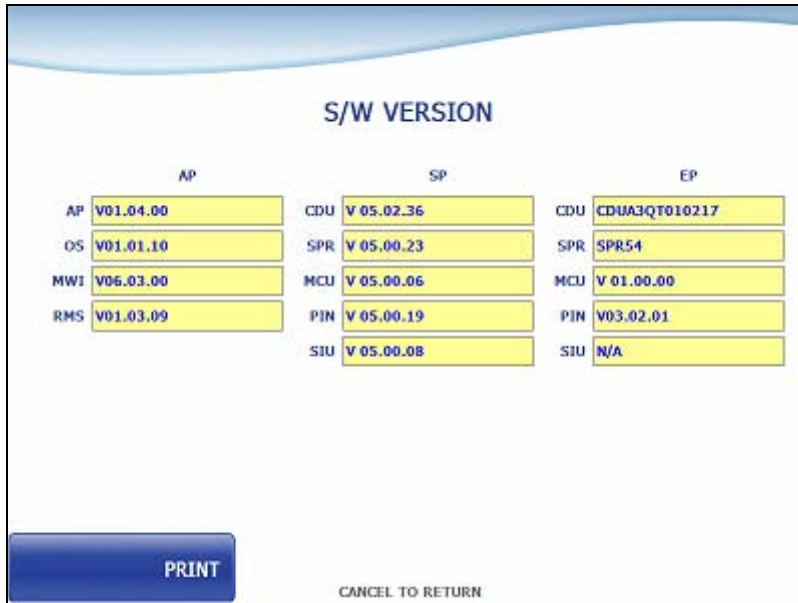 S/W VERSION
AP SP EP
AP V01.04.00 CDU V 05.02.36 CDU CDUA3QT010217
OS V01.01.10 SPR V 05.00.23 SPR SPR54
MWI V06.03.00 MCU V 05.00.06 MCU V 01.00.00
RMS V01.03.09 PIN V 05.00.19 PIN V03.02.01
SIU V 05.00.08 SIU N/A
PRINT
CANCEL TO RETURN